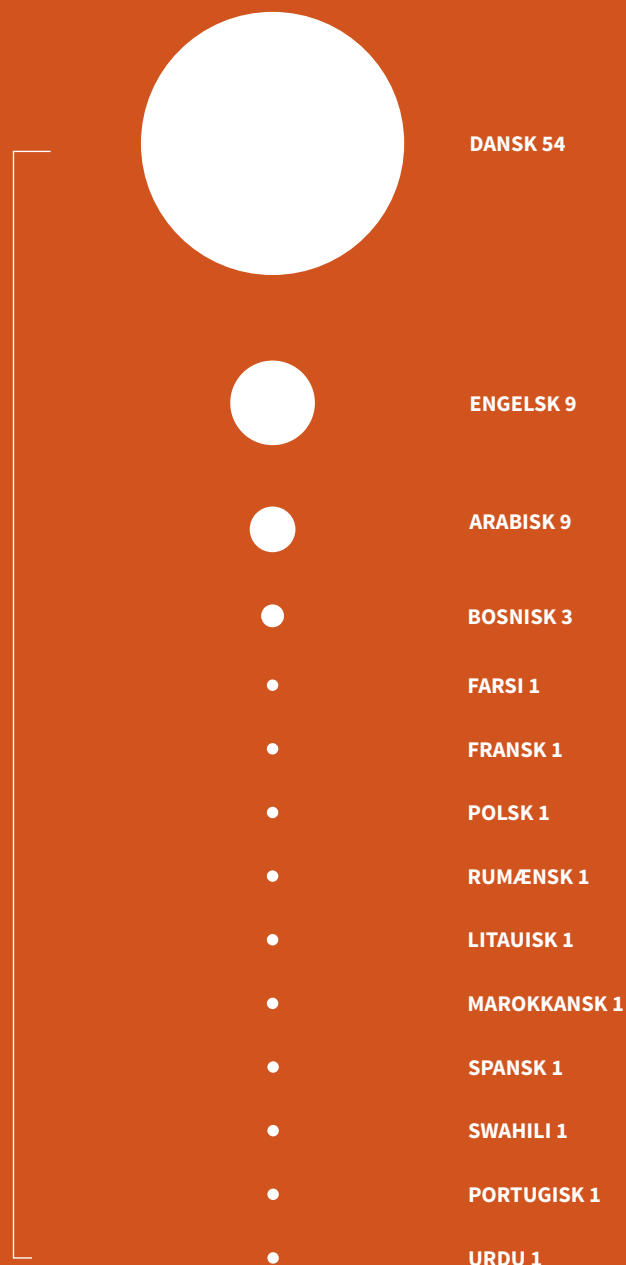 DANSK 54
ENGELSK 9
ARABISK 9
BOSNISK 3
FARSI 1
FRANSK 1
POLSK 1
RUMÆNSK 1
LITAUISK 1
MAROKKANSK 1
SPANSK 1
SWAHILI 1
PORTUGISK 1
URDU 1